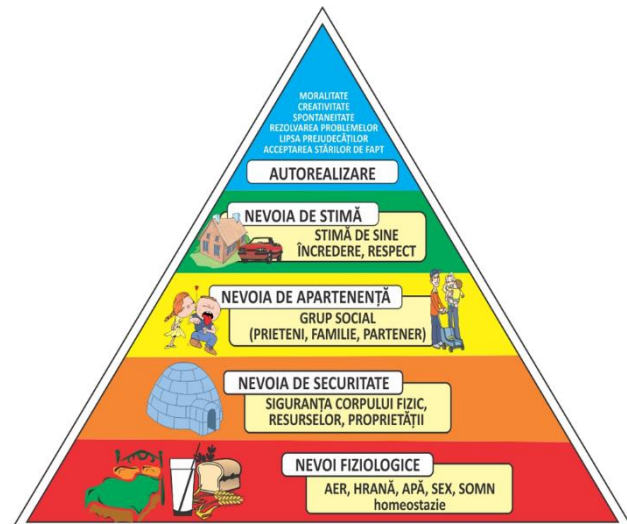 MORALITATE
CREATIVITATE
SPONTANEITATE
REZOLVAREA PROBLEMELOR
LIPSA PREJUDECĂȚILOR
ACCEPTAREA STĂRILOR DE FAPT
AUTOREALIZARE
NEVOIA DE STIMĂ
STIMĂ DE SINE
ÎNCREDERE, RESPECT
NEVOIA DE APARTENENȚĂ
GRUP SOCIAL
(PRIETENI, FAMILIE, PARTENER)
NEVOIA DE SECURITATE
SIGURANȚA CORPULUI FIZIC,
RESURSELOR, PROPRIETĂȚII
NEVOI FIZIOLOGICE
AER, HRANĂ, APĂ, SEX, SOMN
homeostazie